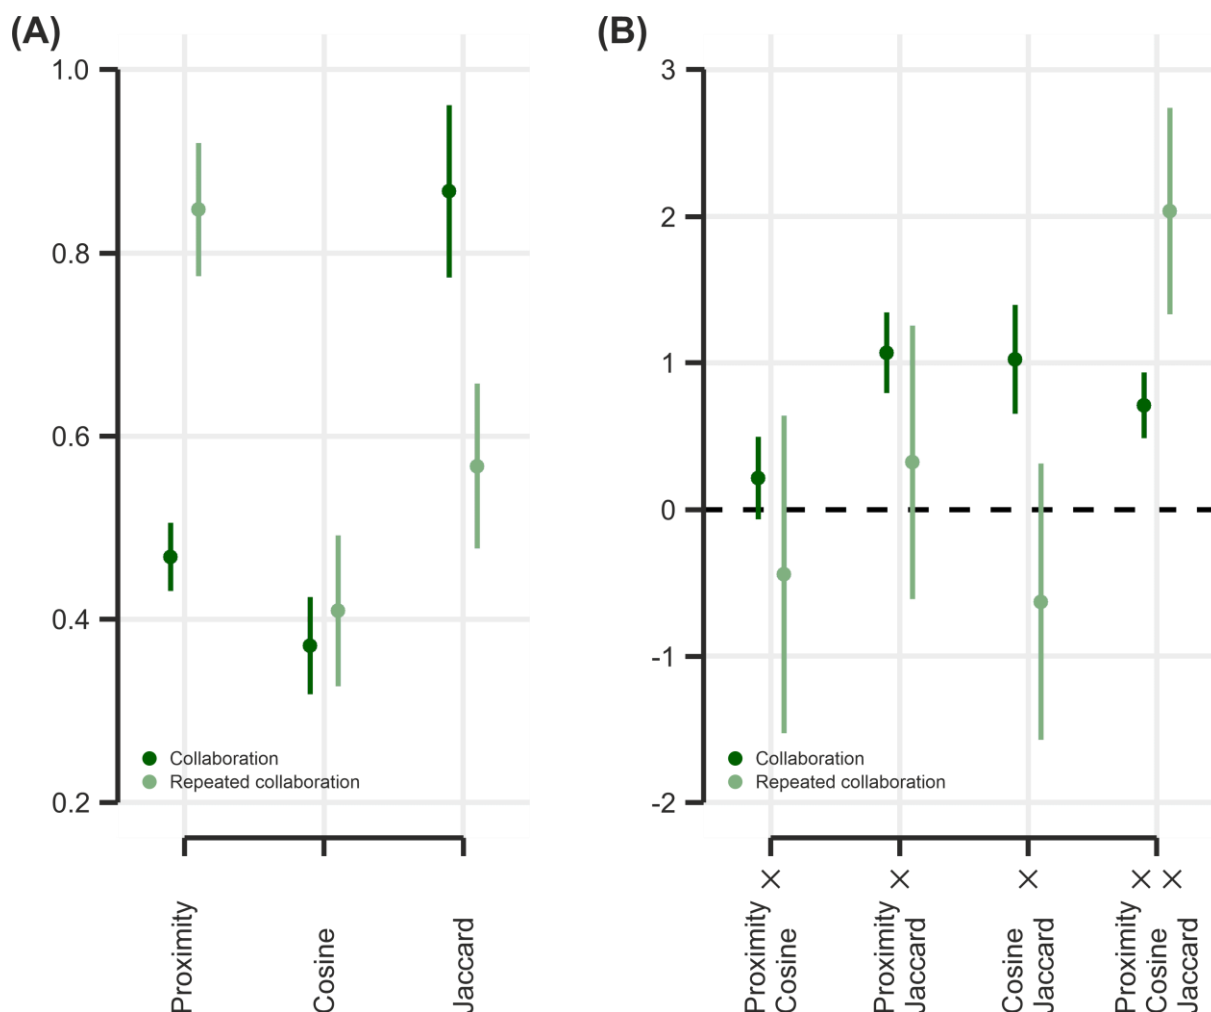 (A)
1.0
0.8
0.6
0.4
0.2
Collaboration
Repeated collaboration
Proximity
Cosine
Jaccard
(B)
3
2
1
0
-1
-2
Collaboration
Repeated collaboration
Proximity ×
Cosine
Proximity ×
Jaccard
Cosine ×
Jaccard
Proximity ×
Cosine ×
Jaccard